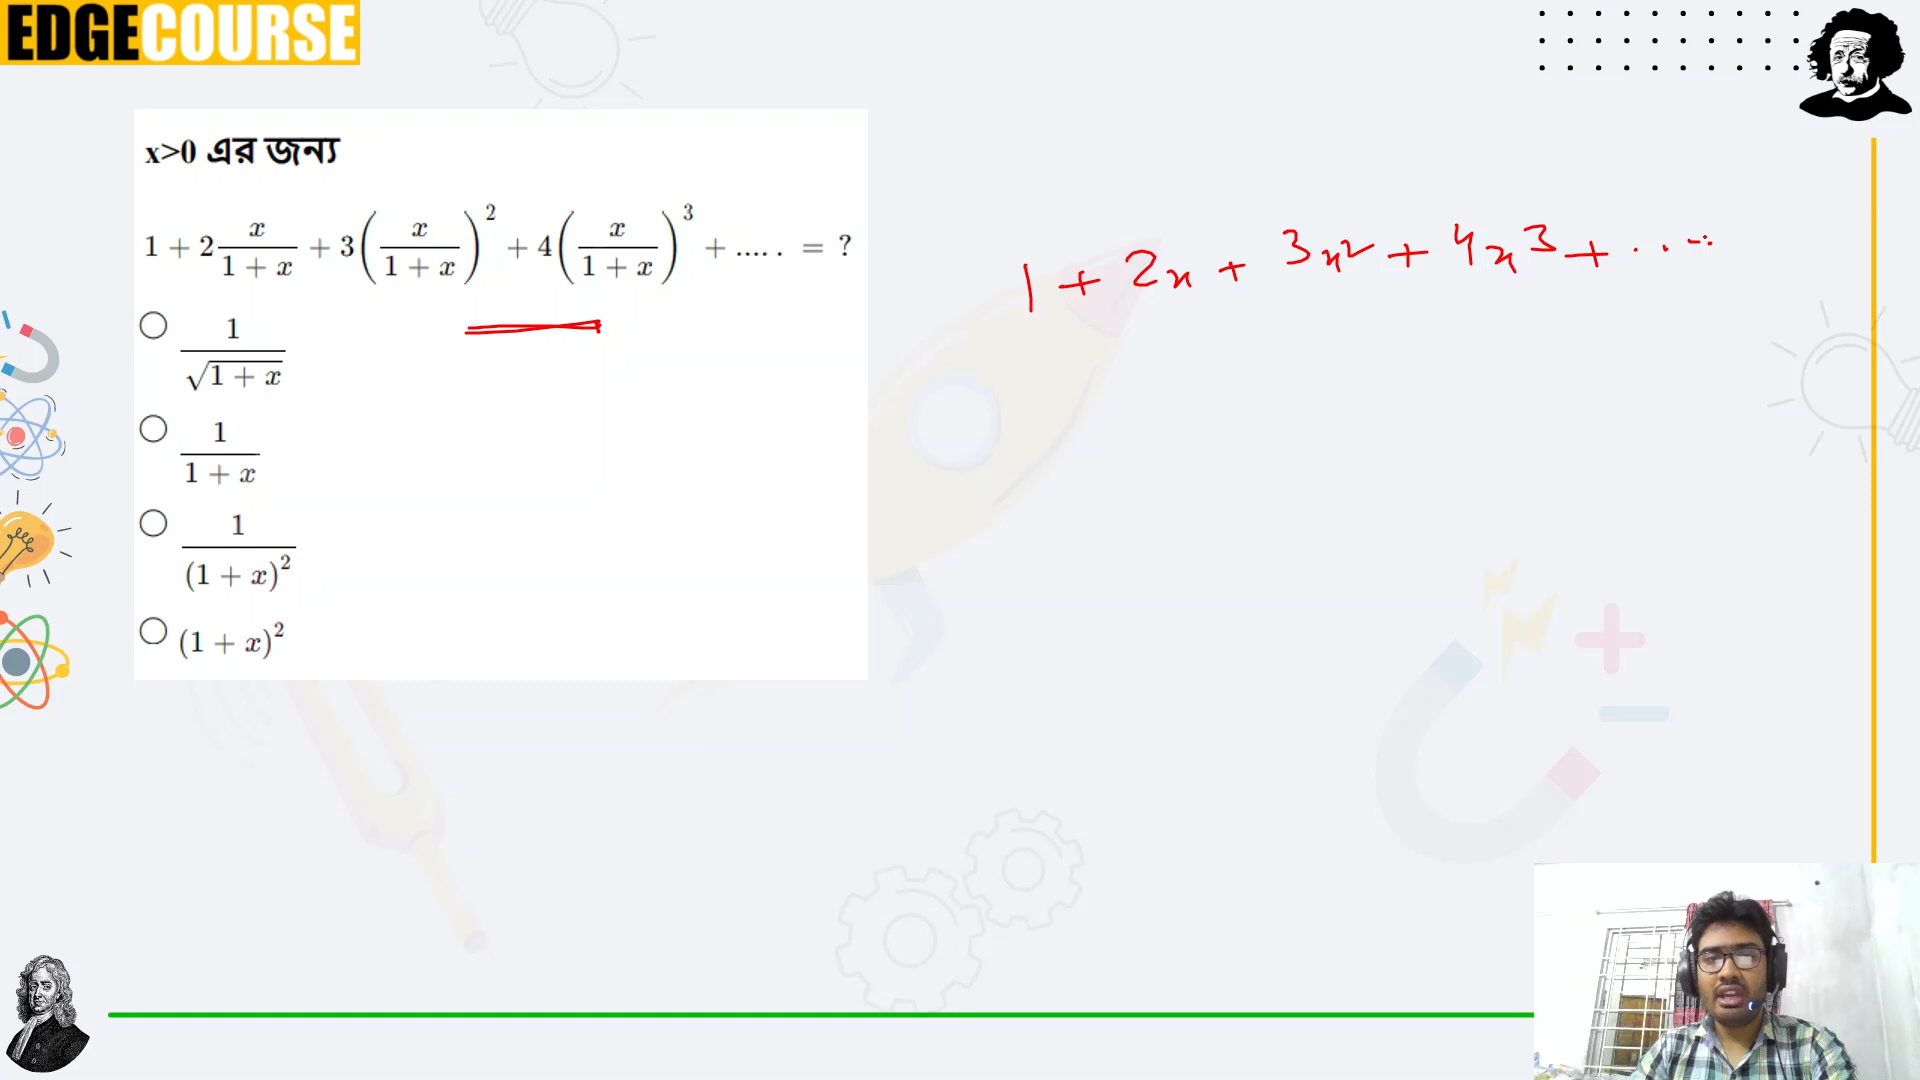 EDGECOURSE
x>0 এর জন্য
1 + 2 x/(1 + x) + 3 (x/(1 + x))^2 + 4 (x/(1 + x))^3 + ..... = ?
1/√(1 + x)
1/(1 + x)
1/(1 + x)^2
(1 + x)^2
1 + 2x + 3x^2 + 4x^3 + ....